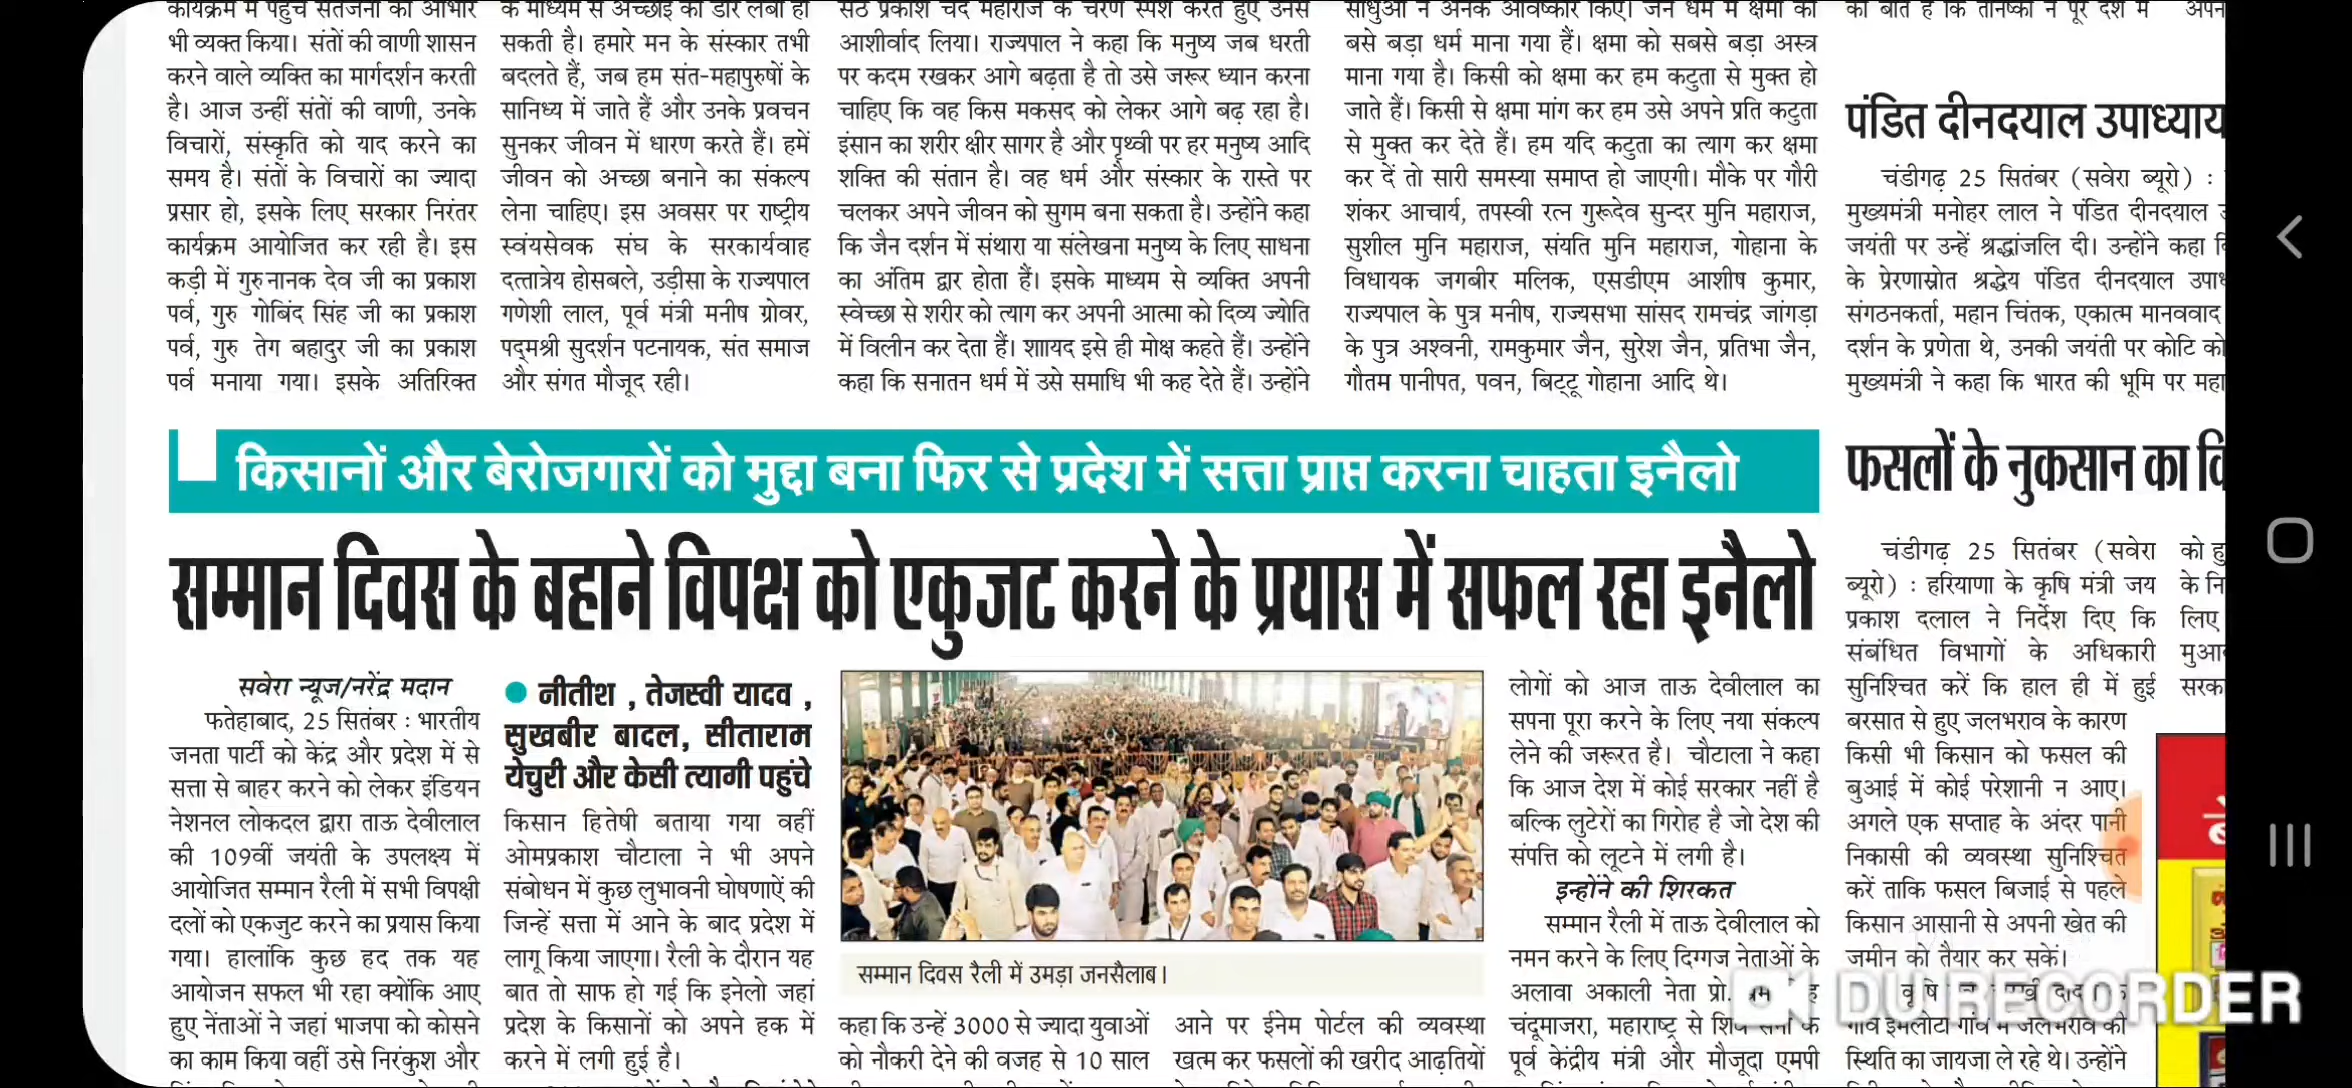 भी व्यक्त किया। संतों की वाणी शासन
करने वाले व्यक्ति का मार्गदर्शन करती
है। आज उन्हीं संतों की वाणी, उनके
विचारों, संस्कृति को याद करने का
समय है। संतों के विचारों का ज्यादा
प्रसार हो, इसके लिए सरकार निरंतर
कार्यक्रम आयोजित कर रही है। इस
कड़ी में गुरु नानक देव जी का प्रकाश
पर्व, गुरु गोबिंद सिंह जी का प्रकाश
पर्व, गुरु तेग बहादुर जी का प्रकाश
पर्व मनाया गया। इसके अतिरिक्त
के माध्यम से अच्छाई की डोर लंबी हो
सकती है। हमारे मन के संस्कार तभी
बदलते हैं, जब हम संत-महापुरुषों के
सानिध्य में जाते हैं और उनके प्रवचन
सुनकर जीवन में धारण करते हैं। हमें
जीवन को अच्छा बनाने का संकल्प
लेना चाहिए। इस अवसर पर राष्ट्रीय
स्वंयसेवक संघ के सरकार्यवाह
दत्तात्रेय होसबले, उड़ीसा के राज्यपाल
गणेशी लाल, पूर्व मंत्री मनीष ग्रोवर,
पद्मश्री सुदर्शन पटनायक, संत समाज
और संगत मौजूद रही।
सेठ प्रकाश चंद महाराज के चरण स्पर्श करते हुए उनसे
आशीर्वाद लिया। राज्यपाल ने कहा कि मनुष्य जब धरती
पर कदम रखकर आगे बढ़ता है तो उसे जरूर ध्यान करना
चाहिए कि वह किस मकसद को लेकर आगे बढ़ रहा है।
इंसान का शरीर क्षीर सागर है और पृथ्वी पर हर मनुष्य आदि
शक्ति की संतान है। वह धर्म और संस्कार के रास्ते पर
चलकर अपने जीवन को सुगम बना सकता है। उन्होंने कहा
कि जैन दर्शन में संथारा या संलेखना मनुष्य के लिए साधना
का अंतिम द्वार होता हैं। इसके माध्यम से व्यक्ति अपनी
स्वेच्छा से शरीर को त्याग कर अपनी आत्मा को दिव्य ज्योति
में विलीन कर देता हैं। शाायद इसे ही मोक्ष कहते हैं। उन्होंने
कहा कि सनातन धर्म में उसे समाधि भी कह देते हैं। उन्होंने
साधुओं ने अनेक आविष्कार किए। जैन धर्म में क्षमा को
बसे बड़ा धर्म माना गया हैं। क्षमा को सबसे बड़ा अस्त्र
माना गया है। किसी को क्षमा कर हम कटुता से मुक्त हो
जाते हैं। किसी से क्षमा मांग कर हम उसे अपने प्रति कटुता
से मुक्त कर देते हैं। हम यदि कटुता का त्याग कर क्षमा
कर दें तो सारी समस्या समाप्त हो जाएगी। मौके पर गौरी
शंकर आचार्य, तपस्वी रत्न गुरूदेव सुन्दर मुनि महाराज,
सुशील मुनि महाराज, संयति मुनि महाराज, गोहाना के
विधायक जगबीर मलिक, एसडीएम आशीष कुमार,
राज्यपाल के पुत्र मनीष, राज्यसभा सांसद रामचंद्र जांगड़ा
के पुत्र अश्वनी, रामकुमार जैन, सुरेश जैन, प्रतिभा जैन,
गौतम पानीपत, पवन, बिट्टू गोहाना आदि थे।
पंडित दीनदयाल उपाध्याय
चंडीगढ़ 25 सितंबर (सवेरा ब्यूरो) :
मुख्यमंत्री मनोहर लाल ने पंडित दीनदयाल
जयंती पर उन्हें श्रद्धांजलि दी। उन्होंने कहा
के प्रेरणास्रोत श्रद्धेय पंडित दीनदयाल
संगठनकर्ता, महान चिंतक, एकात्म मानववाद
दर्शन के प्रणेता थे, उनकी जयंती पर कोटि को
मुख्यमंत्री ने कहा कि भारत की भूमि पर महा
किसानों और बेरोजगारों को मुद्दा बना फिर से प्रदेश में सत्ता प्राप्त करना चाहता इनैलो
सम्मान दिवस के बहाने विपक्ष को एकुजट करने के प्रयास में सफल रहा इनैलो
सवेरा न्यूज/नरेंद्र मदान
फतेहाबाद, 25 सितंबर : भारतीय
जनता पार्टी को केंद्र और प्रदेश में से
सत्ता से बाहर करने को लेकर इंडियन
नेशनल लोकदल द्वारा ताऊ देवीलाल
की 109वीं जयंती के उपलक्ष्य में
आयोजित सम्मान रैली में सभी विपक्षी
दलों को एकजुट करने का प्रयास किया
गया। हालांकि कुछ हद तक यह
आयोजन सफल भी रहा क्योंकि आए
हुए नेंताओं ने जहां भाजपा को कोसने
का काम किया वहीं उसे निरंकुश और
● नीतीश , तेजस्वी यादव ,
सुखबीर बादल, सीताराम
येचुरी और केसी त्यागी पहुंचे
किसान हितेषी बताया गया वहीं
ओमप्रकाश चौटाला ने भी अपने
संबोधन में कुछ लुभावनी घोषणाऐं की
जिन्हें सत्ता में आने के बाद प्रदेश में
लागू किया जाएगा। रैली के दौरान यह
बात तो साफ हो गई कि इनेलो जहां
प्रदेश के किसानों को अपने हक में
करने में लगी हुई है।
सम्मान दिवस रैली में उमड़ा जनसैलाब।
कहा कि उन्हें 3000 से ज्यादा युवाओं
को नौकरी देने की वजह से 10 साल
आने पर ईनेम पोर्टल की व्यवस्था
खत्म कर फसलों की खरीद आढ़तियों
लोगों को आज ताऊ देवीलाल का
सपना पूरा करने के लिए नया संकल्प
लेने की जरूरत है। चौटाला ने कहा
कि आज देश में कोई सरकार नहीं है
बल्कि लुटेरों का गिरोह है जो देश की
संपत्ति को लूटने में लगी है।
इन्होंने की शिरकत
सम्मान रैली में ताऊ देवीलाल को
नमन करने के लिए दिग्गज नेताओं के
अलावा अकाली नेता प्रो.
चंदूमाजरा, महाराष्ट्र से
पूर्व केंद्रीय मंत्री और मौजूदा एमपी
फसलों के नुकसान का
चंडीगढ़ 25 सितंबर (सवेरा
ब्यूरो) : हरियाणा के कृषि मंत्री जय
प्रकाश दलाल ने निर्देश दिए कि
संबंधित विभागों के अधिकारी
सुनिश्चित करें कि हाल ही में हुई
बरसात से हुए जलभराव के कारण
किसी भी किसान को फसल की
बुआई में कोई परेशानी न आए।
अगले एक सप्ताह के अंदर पानी
निकासी की व्यवस्था सुनिश्चित
करें ताकि फसल बिजाई से पहले
किसान आसानी से अपनी खेत की
जमीन को तैयार कर सकें।
कृषि
स्थिति का जायजा ले रहे थे। उन्होंने
को हु
के नि
लिए
मुआ
सरक
DU RECORDER